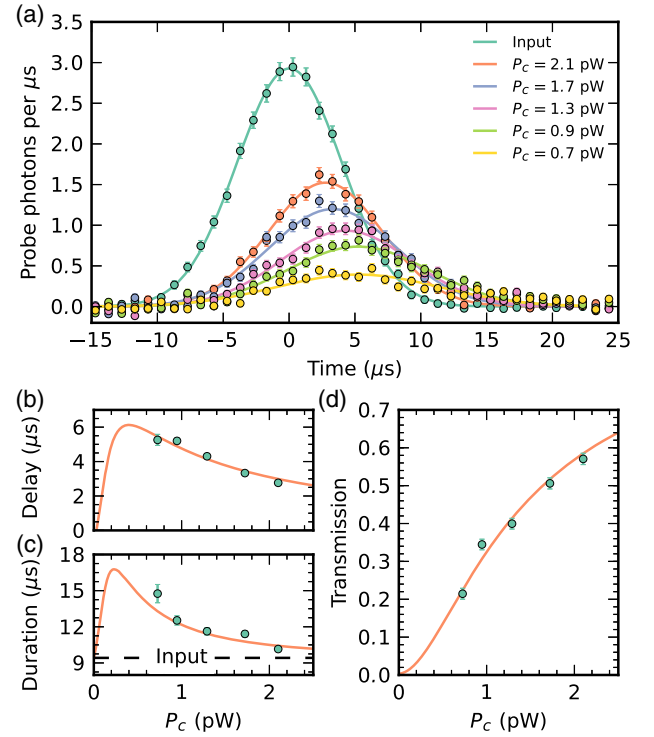 (a)
3.5
3.0
2.5
2.0
1.5
1.0
0.5
0.0
Probe photons per μs
Input
P_c = 2.1 pW
P_c = 1.7 pW
P_c = 1.3 pW
P_c = 0.9 pW
P_c = 0.7 pW
−15 −10 −5 0 5 10 15 20 25
Time (μs)
(b)
6
4
2
0
Delay (μs)
(c)
18
15
12
9
Duration (μs)
Input
0 1 2
P_c (pW)
(d)
0.7
0.6
0.5
0.4
0.3
0.2
0.1
0.0
Transmission
0 1 2
P_c (pW)